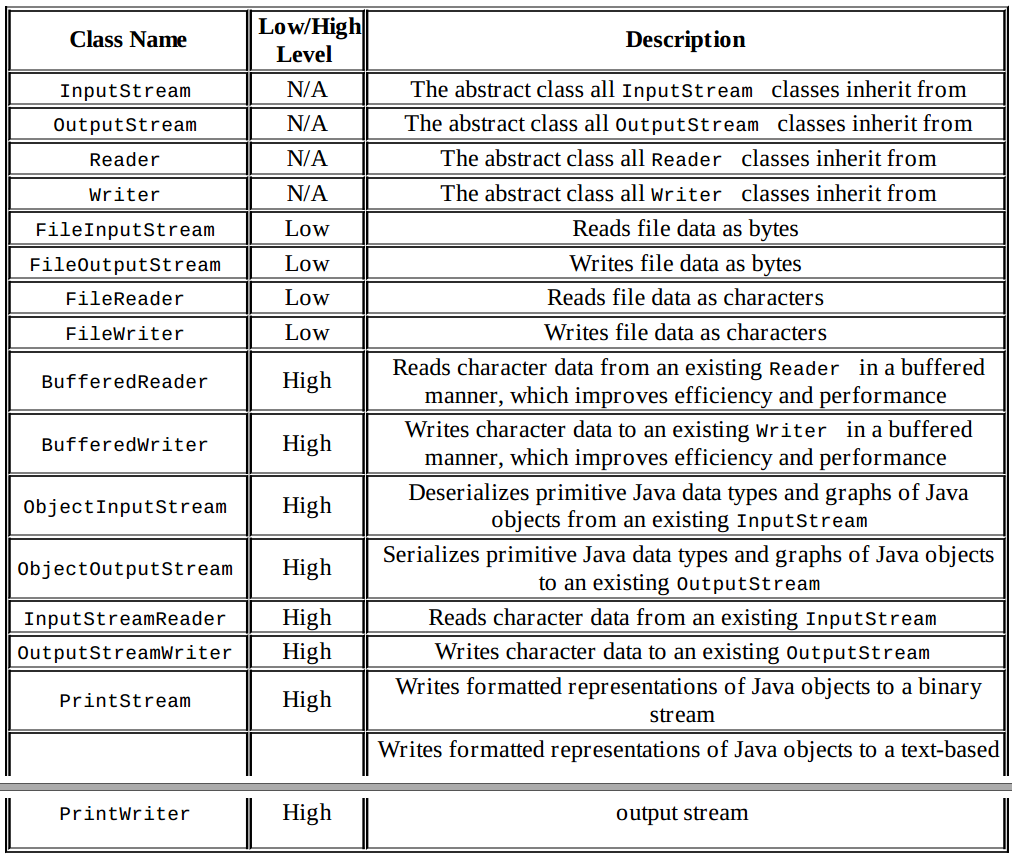 Class Name Low/High Level Description
InputStream N/A The abstract class all InputStream classes inherit from
OutputStream N/A The abstract class all OutputStream classes inherit from
Reader N/A The abstract class all Reader classes inherit from
Writer N/A The abstract class all Writer classes inherit from
FileInputStream Low Reads file data as bytes
FileOutputStream Low Writes file data as bytes
FileReader Low Reads file data as characters
FileWriter Low Writes file data as characters
BufferedReader High Reads character data from an existing Reader in a buffered
manner, which improves efficiency and performance
BufferedWriter High Writes character data to an existing Writer in a buffered
manner, which improves efficiency and performance
ObjectInputStream High Deserializes primitive Java data types and graphs of Java
objects from an existing InputStream
ObjectOutputStream High Serializes primitive Java data types and graphs of Java objects
to an existing OutputStream
InputStreamReader High Reads character data from an existing InputStream
OutputStreamWriter High Writes character data to an existing OutputStream
PrintStream High Writes formatted representations of Java objects to a binary
stream
Writes formatted representations of Java objects to a text-based
PrintWriter High output stream